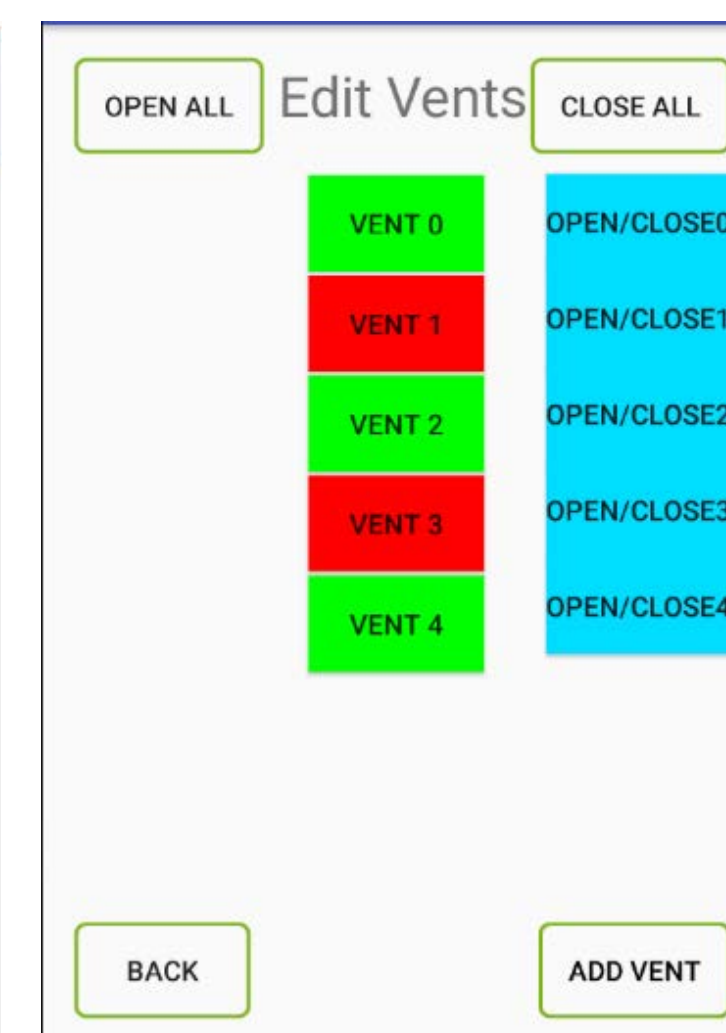 OPEN ALL Edit Vents CLOSE ALL
VENT 0 OPEN/CLOSE0
VENT 1 OPEN/CLOSE1
VENT 2 OPEN/CLOSE2
VENT 3 OPEN/CLOSE3
VENT 4 OPEN/CLOSE4
BACK ADD VENT